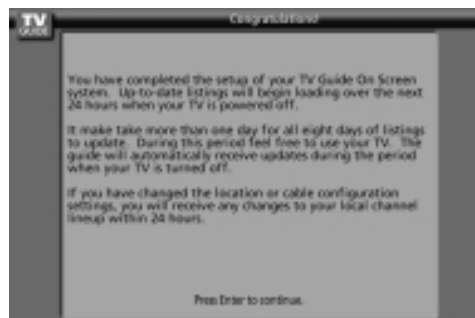 TV
GUIDE
Congratulations!
You have completed the setup of your TV Guide On Screen
system. Up-to-date listings will begin loading over the next
24 hours when your TV is powered off.
It make take more than one day for all eight days of listings
to update. During this period feel free to use your TV. The
guide will automatically receive updates during the period
when your TV is turned off.
If you have changed the location or cable configuration
settings, you will receive any changes to your local channel
lineup within 24 hours.
Press Enter to continue.